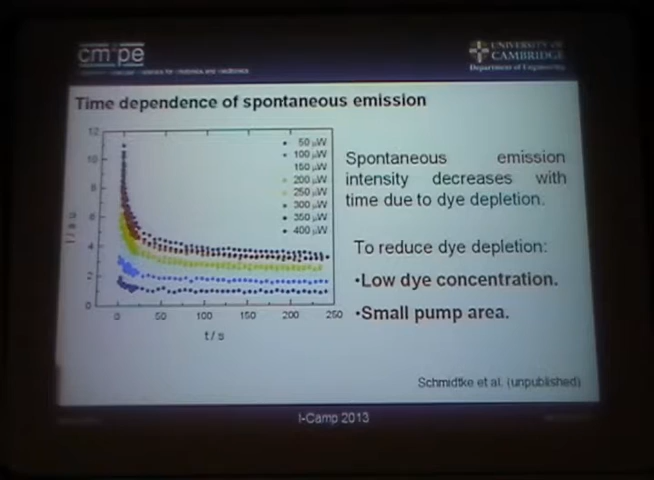 cm pe
UNIVERSITY OF
CAMBRIDGE
Department of Engineering
Time dependence of spontaneous emission
12
10
8
6
4
2
0
I / a.u.
50 µW
100 µW
150 µW
200 µW
250 µW
300 µW
350 µW
400 µW
0 50 100 150 200 250
t / s
Spontaneous emission
intensity decreases with
time due to dye depletion.
To reduce dye depletion:
•Low dye concentration.
•Small pump area.
Schmidtke et al. (unpublished)
I-Camp 2013